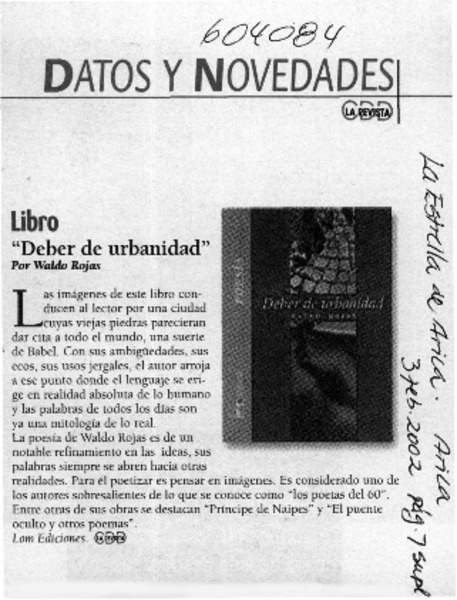 604084
DATOS Y NOVEDADES
LA REVISTA
Libro
"Deber de urbanidad"
Por Waldo Rojas
Las imágenes de este libro con-
ducen al lector por una ciudad
cuyas viejas piedras parecieran
dar cita a todo el mundo, una suerte
de Babel. Con sus ambigüedades, sus
ecos, sus usos jergales, el autor arroja
a ese punto donde el lenguaje se eri-
ge en realidad absoluta de lo humano
y las palabras de todos los días son
ya una mitología de lo real.
La poesía de Waldo Rojas es de un
notable refinamiento en las ideas, sus
palabras siempre se abren hacia otras
realidades. Para él poetizar es pensar en imágenes. Es considerado uno de
los autores sobresalientes de lo que se conoce como "los poetas del 60".
Entre otras de sus obras se destacan "Príncipe de Naipes" y "El puente
oculto y otros poemas".
Lom Ediciones.
POESÍA
Deber de urbanidad
WALDO ROJAS
La Estrella de Arica. Arica
3 feb. 2002 pág. 7 supl